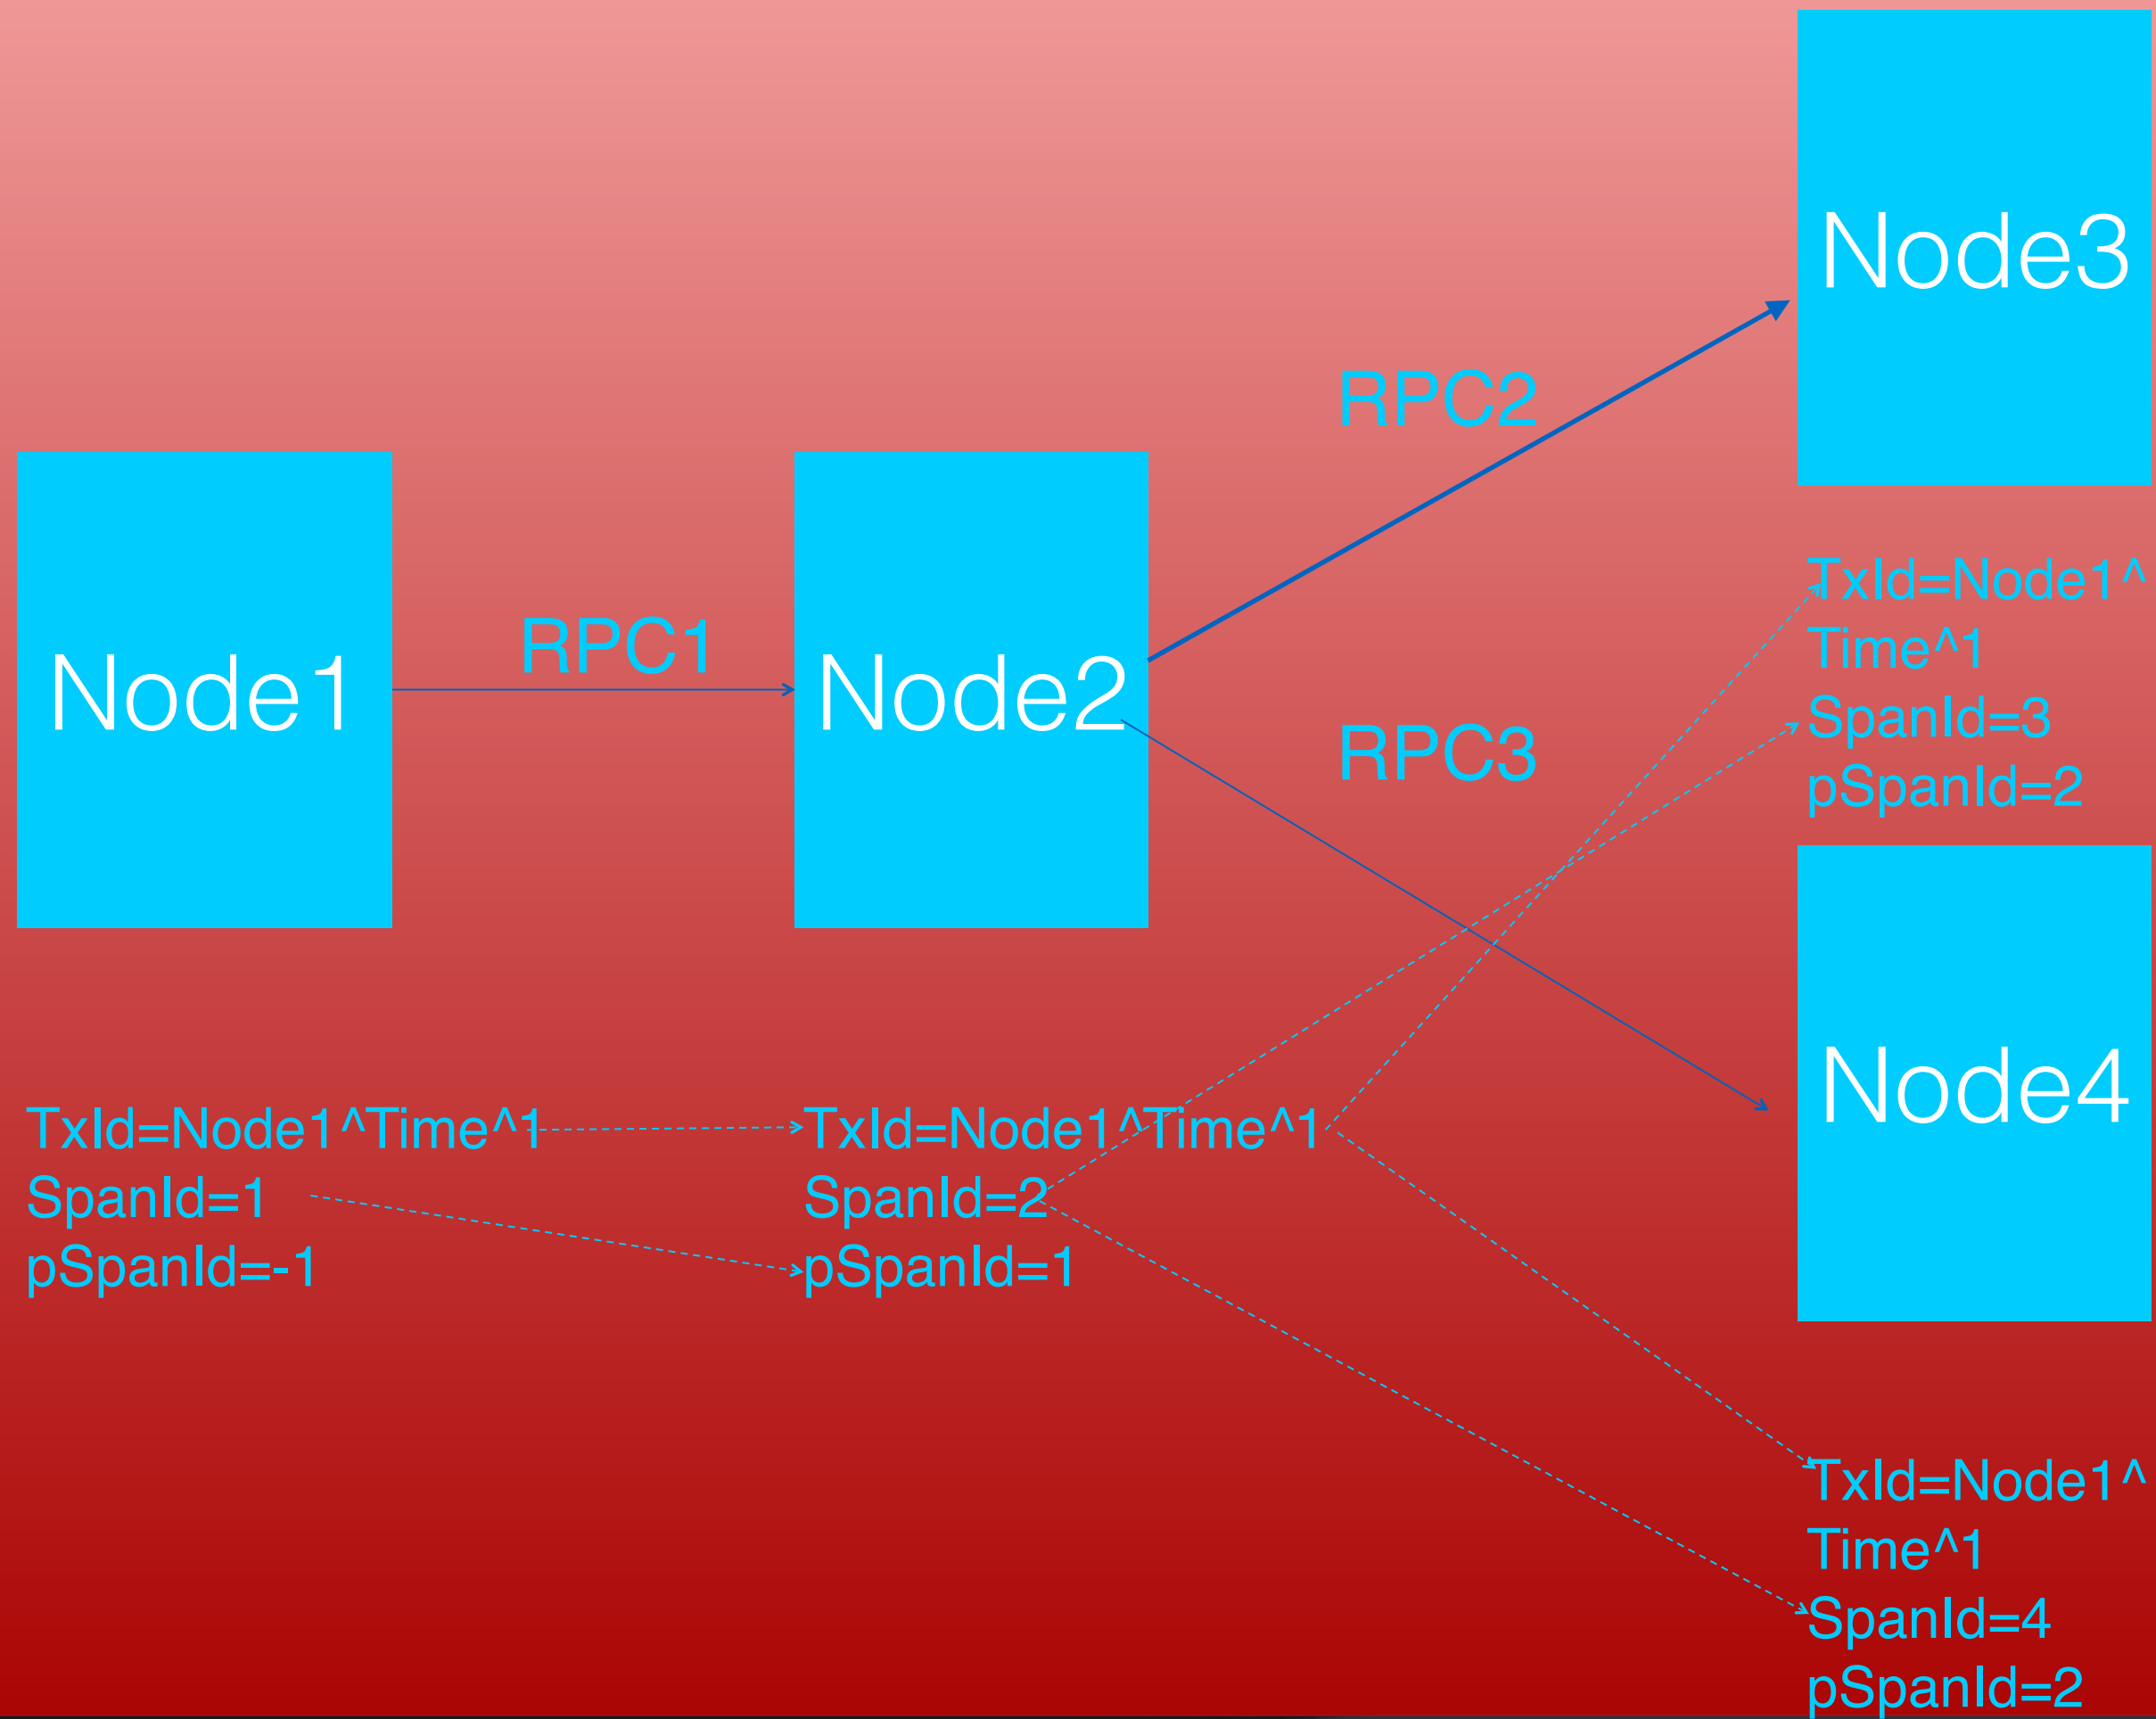 Node3
RPC2
Node1
RPC1
Node2
RPC3
TxId=Node1^
Time^1
SpanId=3
pSpanId=2
Node4
TxId=Node1^Time^1
SpanId=1
pSpanId=-1
TxId=Node1^Time^1
SpanId=2
pSpanId=1
TxId=Node1^
Time^1
SpanId=4
pSpanId=2